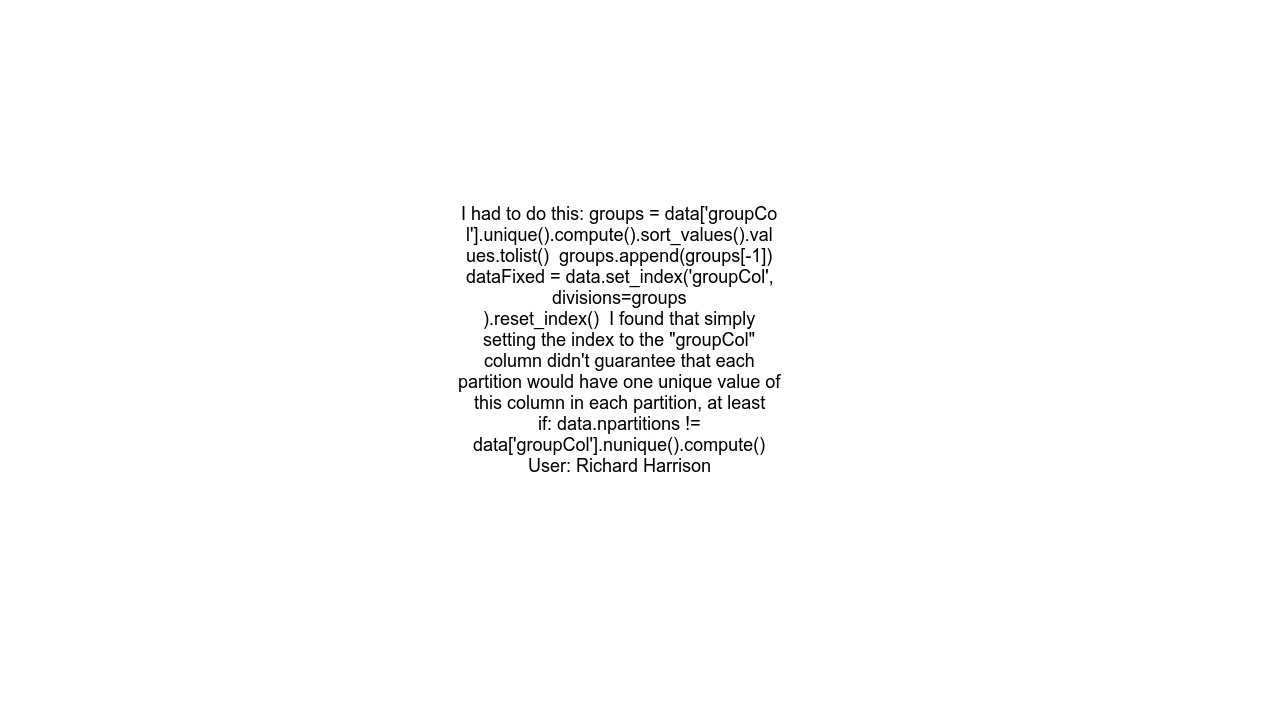 I had to do this: groups = data['groupCo
l'].unique().compute().sort_values().val
ues.tolist()  groups.append(groups[-1])
dataFixed = data.set_index('groupCol',
divisions=groups
).reset_index()  I found that simply
setting the index to the "groupCol"
column didn't guarantee that each
partition would have one unique value of
this column in each partition, at least
if: data.npartitions !=
data['groupCol'].nunique().compute()
User: Richard Harrison